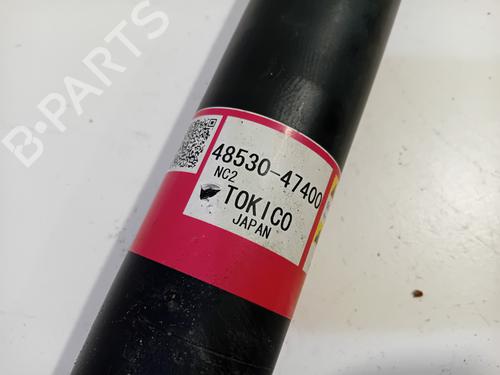 B-PARTS
48530-47400
NC2
TOKICO
JAPAN